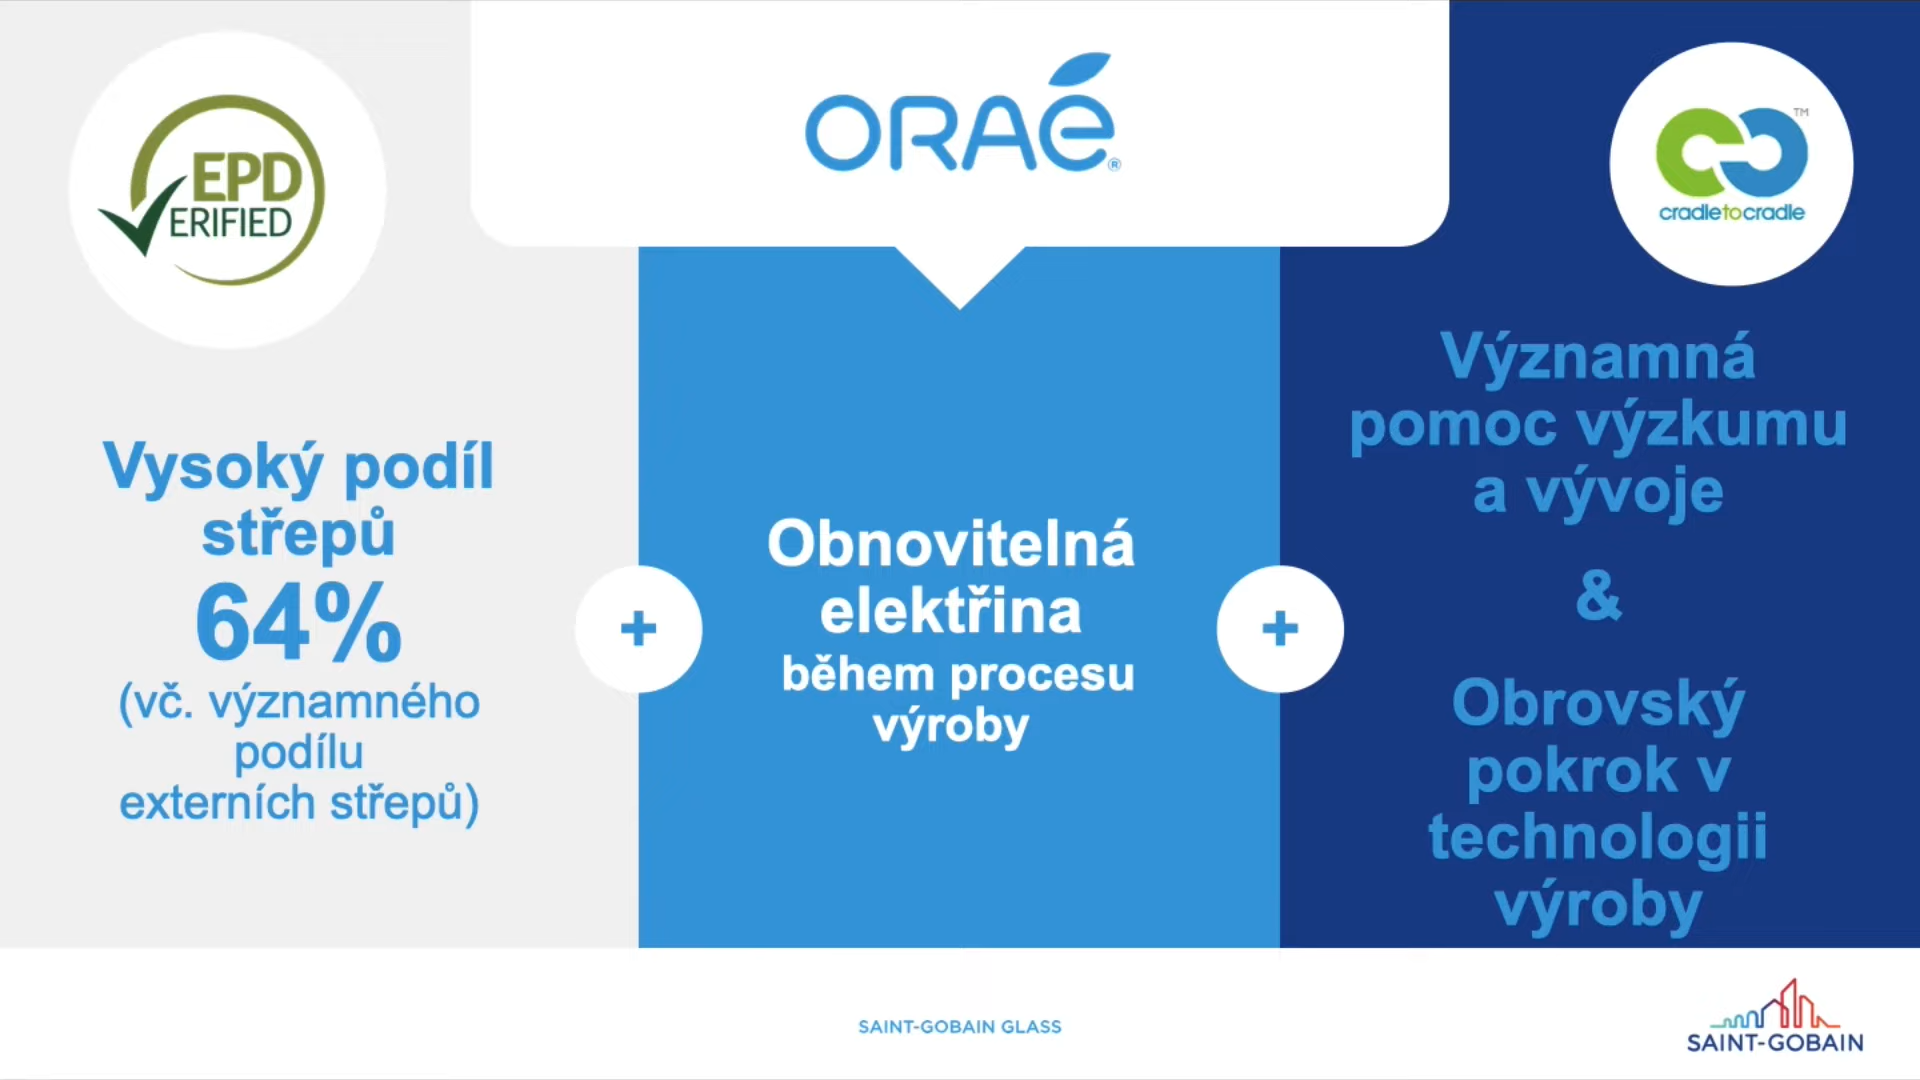 EPD
VERIFIED
ORAÉ®
™
cradletocradle
Vysoký podíl
střepů
64%
(vč. významného
podílu
externích střepů)
+
Obnovitelná
elektřina
během procesu
výroby
+
Významná
pomoc výzkumu
a vývoje
&
Obrovský
pokrok v
technologii
výroby
SAINT-GOBAIN GLASS
SAINT-GOBAIN